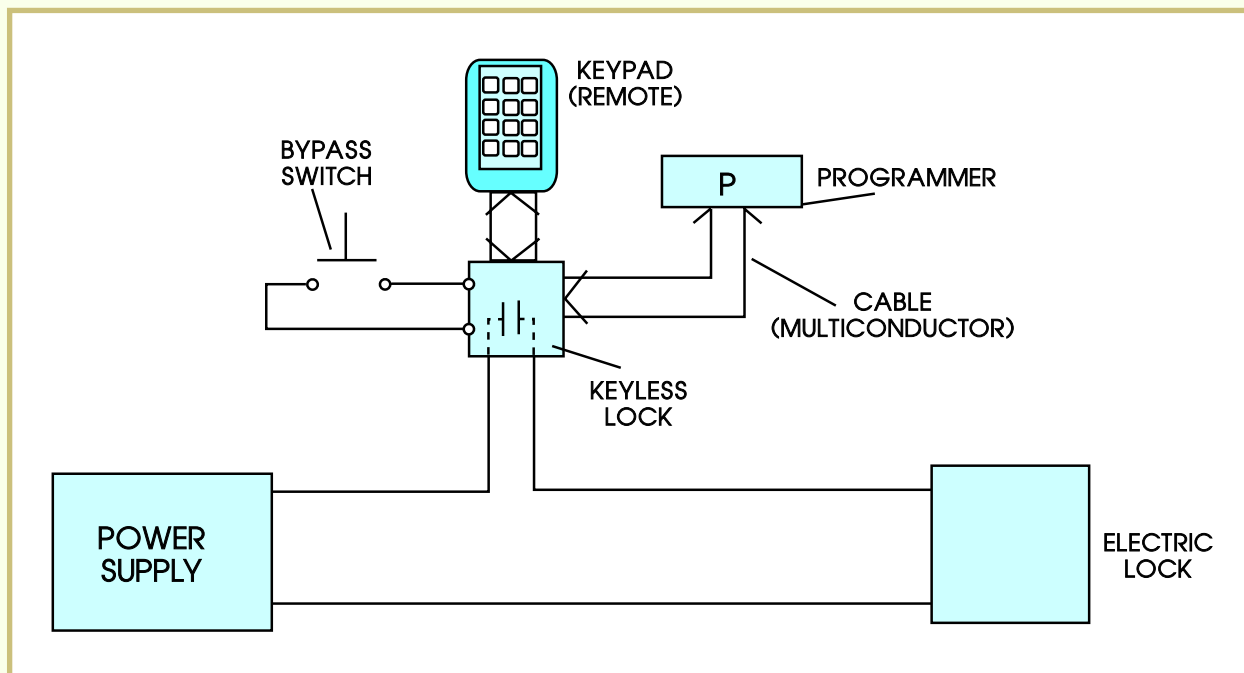 KEYPAD
(REMOTE)
BYPASS
SWITCH
P
PROGRAMMER
CABLE
(MULTICONDUCTOR)
KEYLESS
LOCK
POWER
SUPPLY
ELECTRIC
LOCK